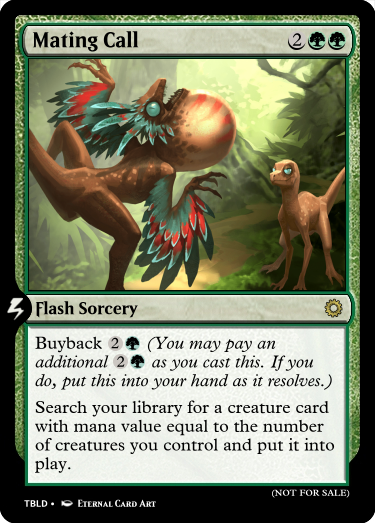 Mating Call 2
Flash Sorcery
Buyback 2 (You may pay an
additional 2 as you cast this. If you
do, put this into your hand as it resolves.)
Search your library for a creature card
with mana value equal to the number
of creatures you control and put it into
play.
(NOT FOR SALE)
TBLD • Eternal Card Art